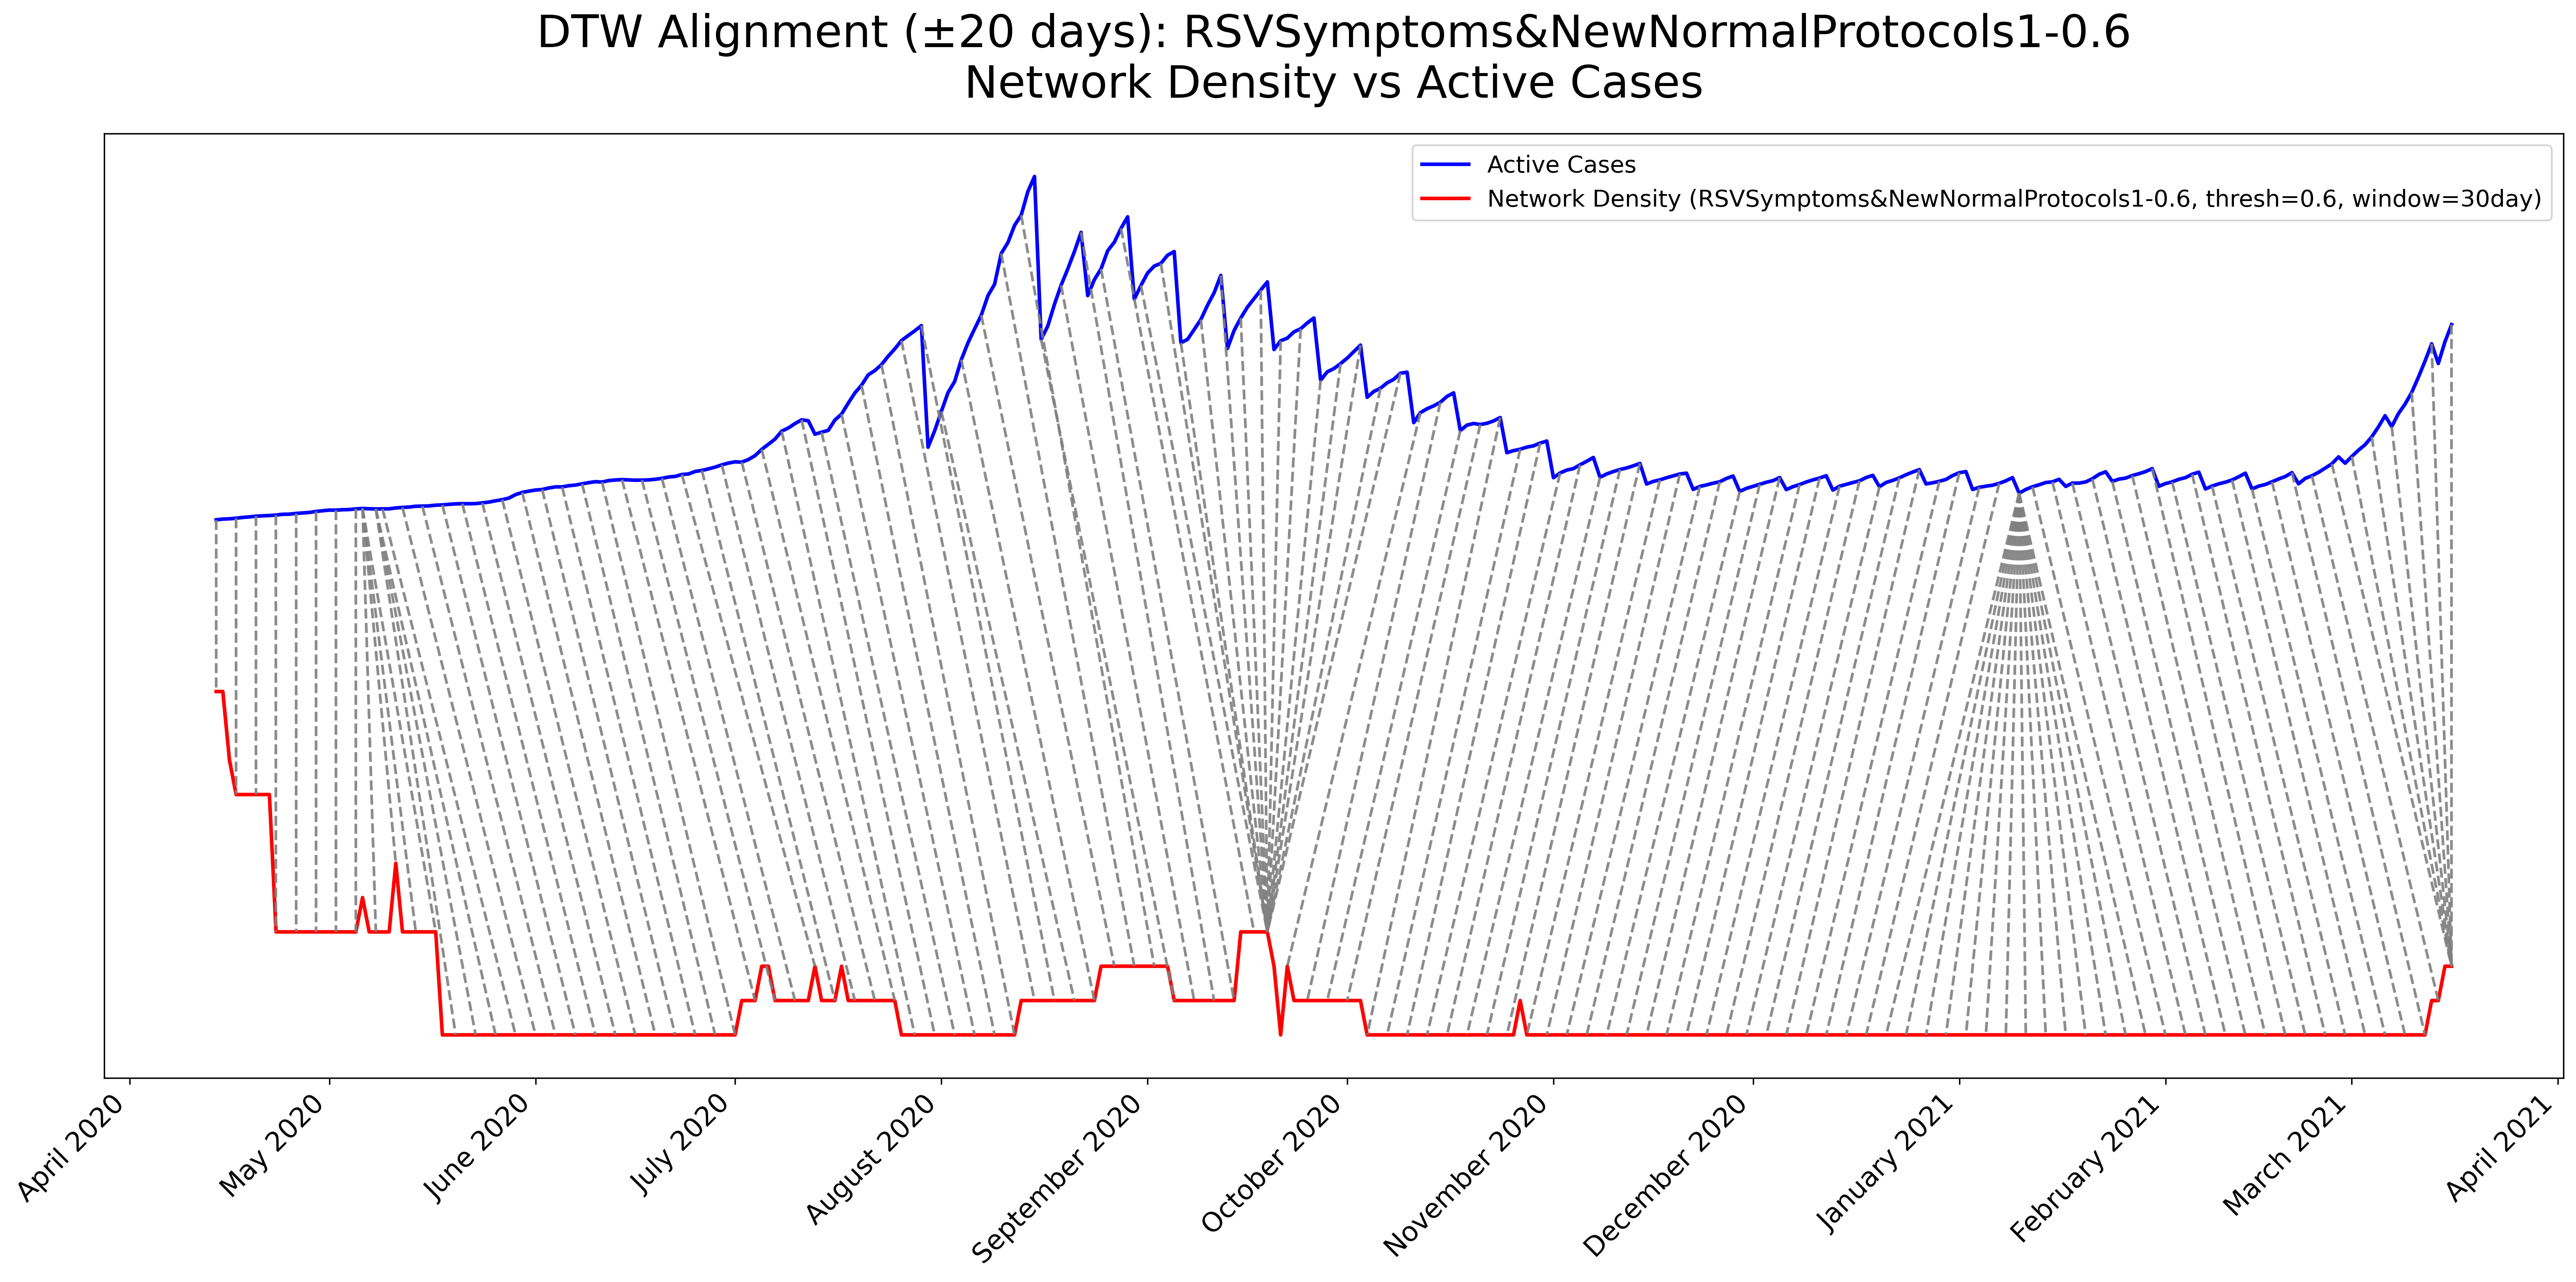 DTW Alignment (±20 days): RSVSymptoms&NewNormalProtocols1-0.6
Network Density vs Active Cases
Active Cases
Network Density (RSVSymptoms&NewNormalProtocols1-0.6, thresh=0.6, window=30day)
April 2020
May 2020
June 2020
July 2020
August 2020
September 2020
October 2020
November 2020
December 2020
January 2021
February 2021
March 2021
April 2021